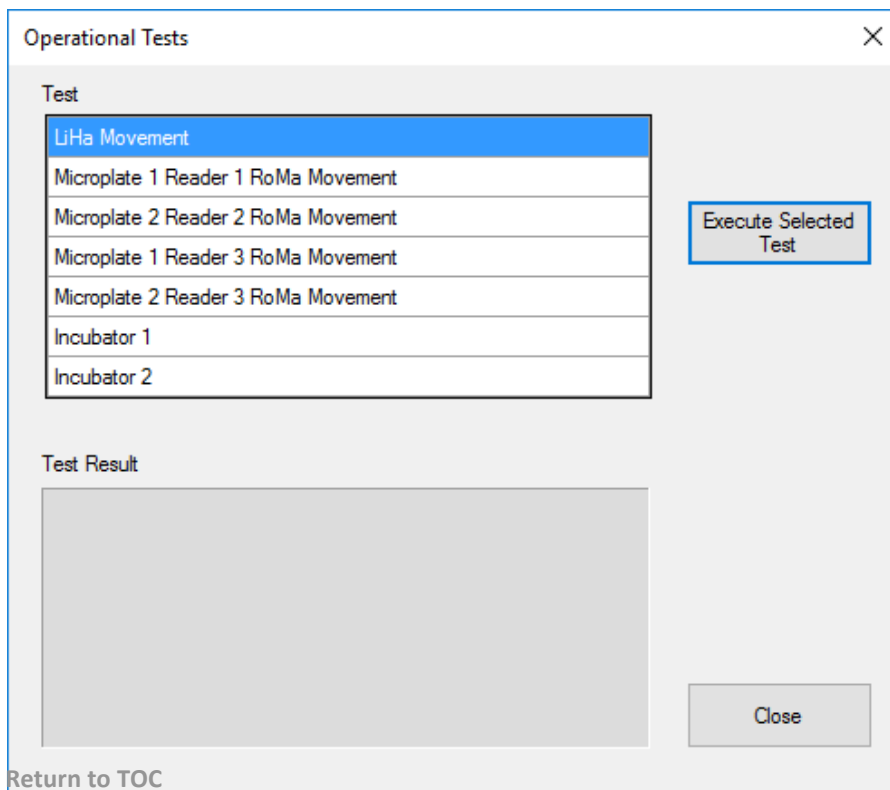 Operational Tests
Test
LiHa Movement
Microplate 1 Reader 1 RoMa Movement
Microplate 2 Reader 2 RoMa Movement
Microplate 1 Reader 3 RoMa Movement
Microplate 2 Reader 3 RoMa Movement
Incubator 1
Incubator 2
Execute Selected
Test
Test Result
Close
Return to TOC